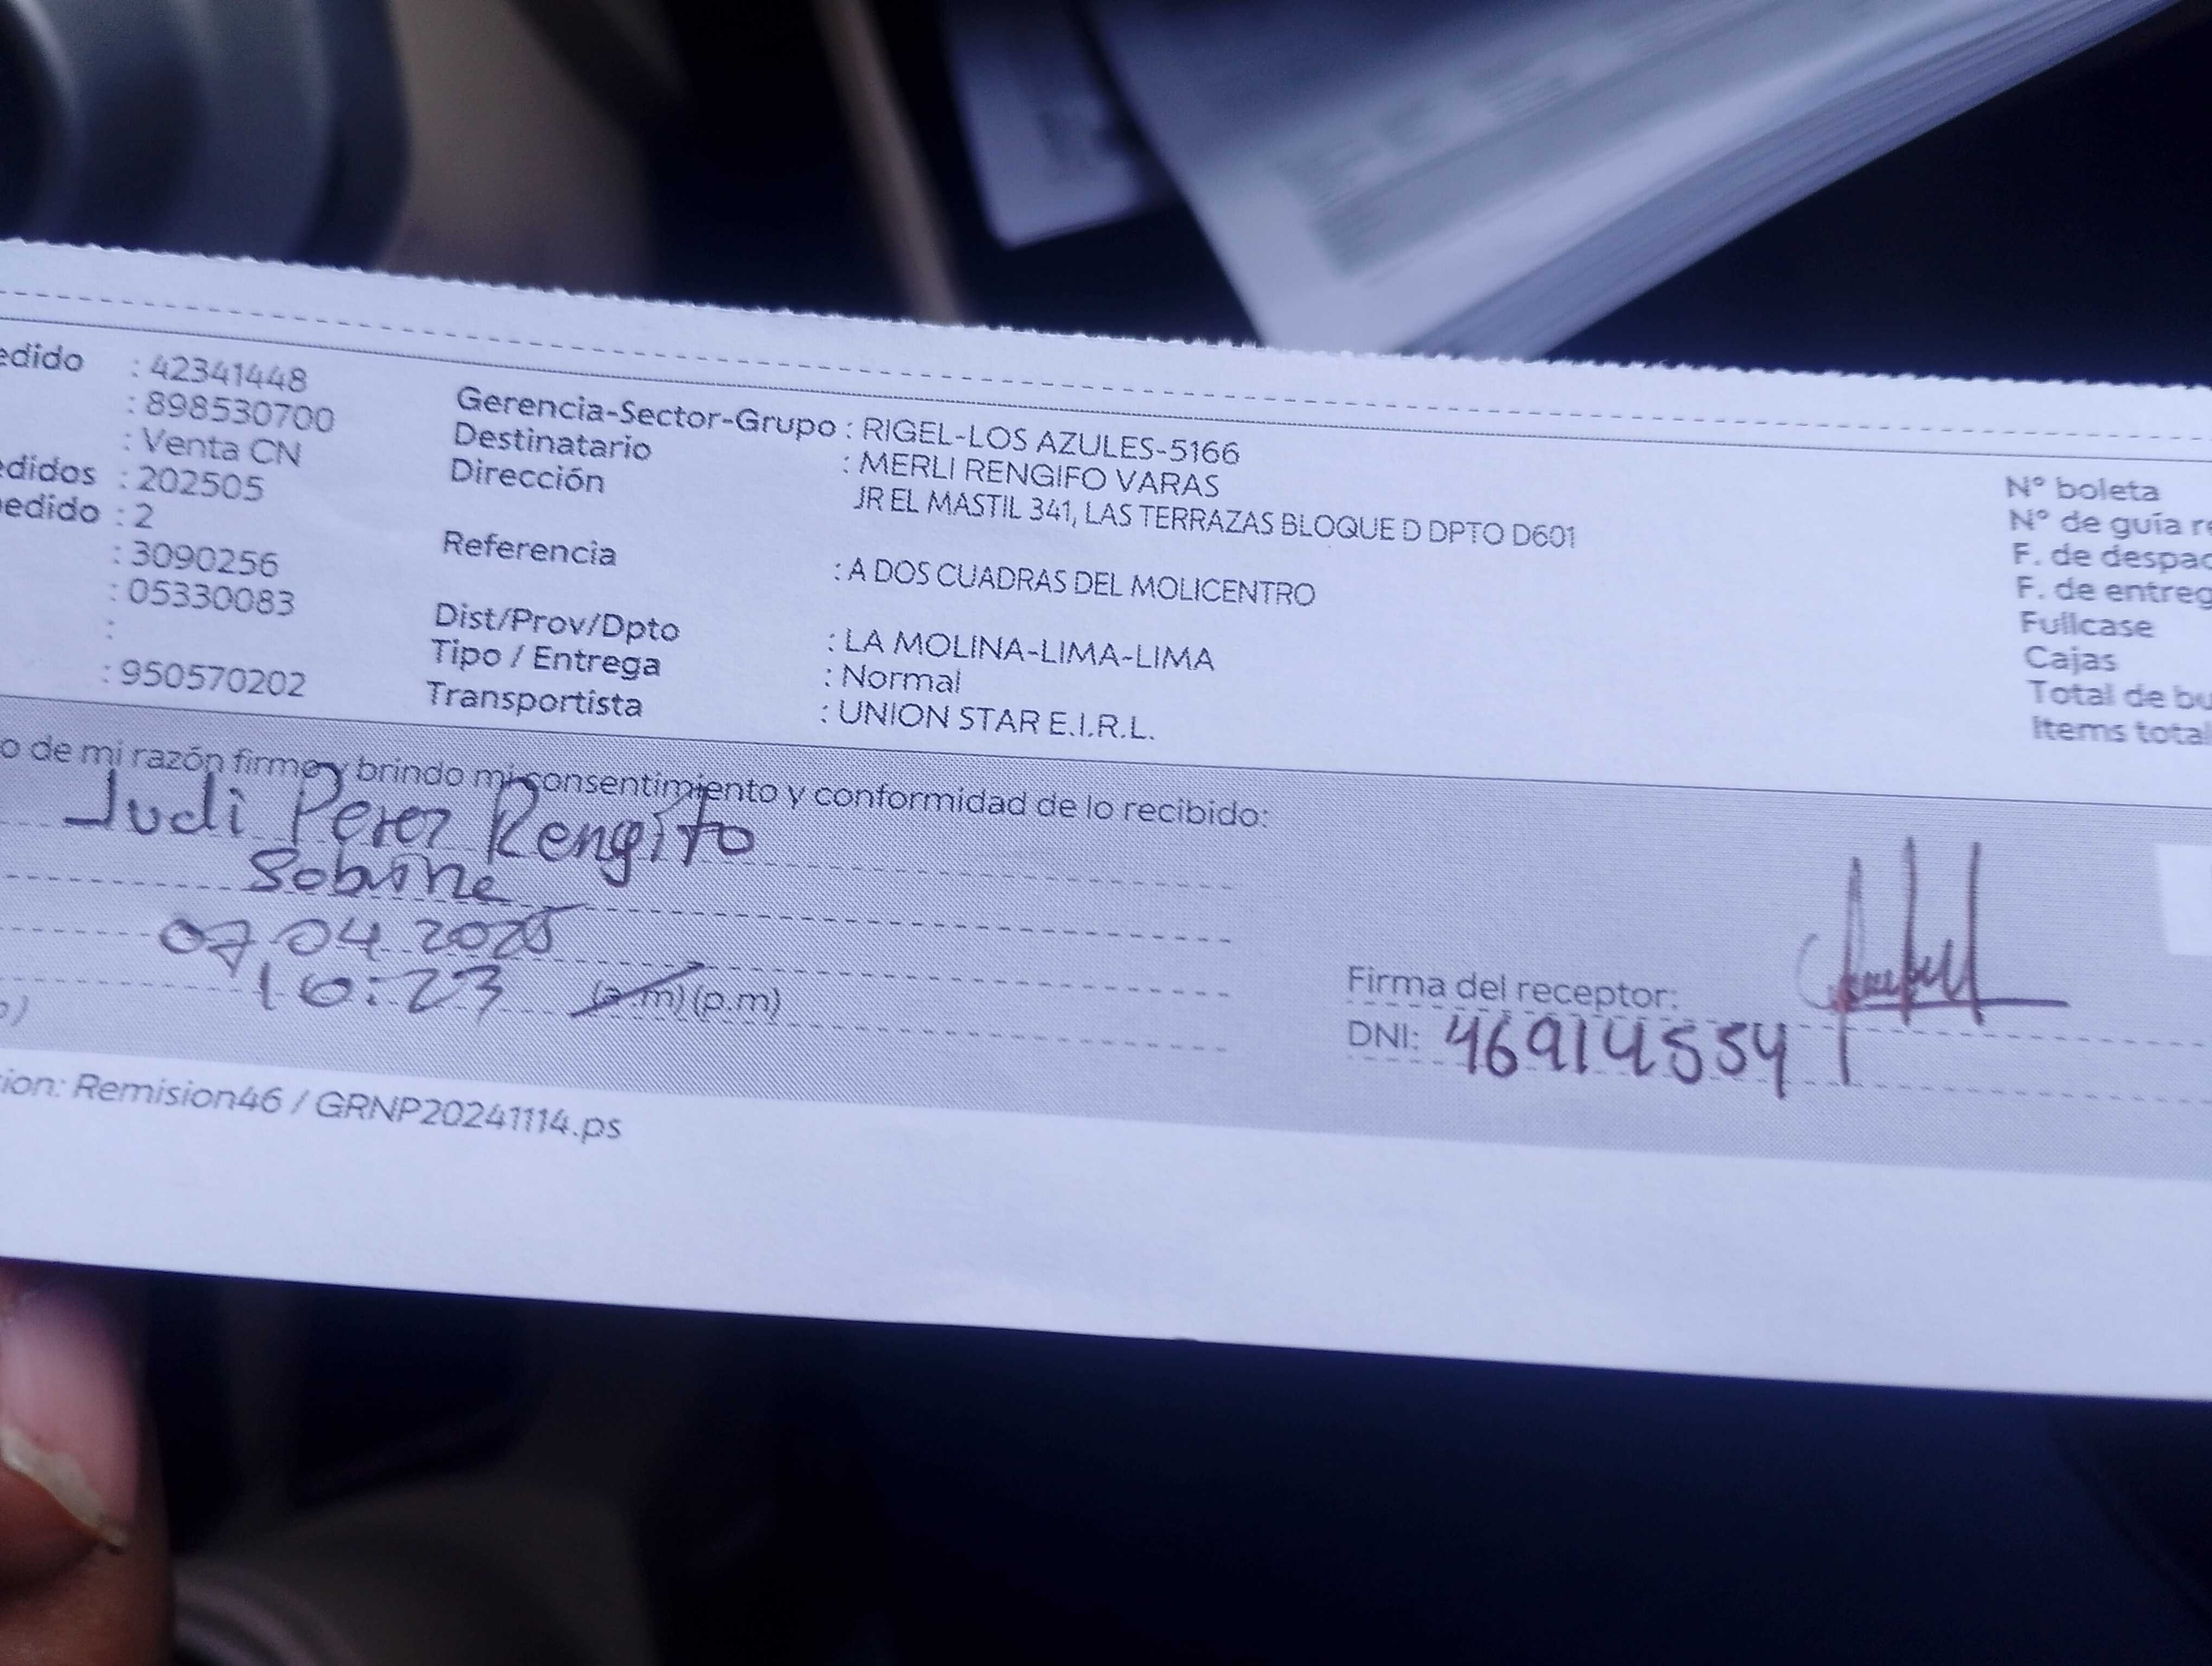 edido : 42341448
: 898530700
: Venta CN
edidos : 202505
edido : 2
: 3090256
: 05330083
:
: 950570202
Gerencia-Sector-Grupo : RIGEL-LOS AZULES-5166
Destinatario : MERLI RENGIFO VARAS
Dirección JR EL MASTIL 341, LAS TERRAZAS BLOQUE D DPTO D601
Referencia : A DOS CUADRAS DEL MOLICENTRO
Dist/Prov/Dpto : LA MOLINA-LIMA-LIMA
Tipo / Entrega : Normal
Transportista : UNION STAR E.I.R.L.
N° boleta
N° de guía re
F. de despac
F. de entreg
Fullcase
Cajas
Total de bu
Items total
o de mi razón firmo y brindo mi consentimiento y conformidad de lo recibido:
Judi Perez Rengifo
Sobrine
07.04.2025
(a.m) (p.m)
Firma del receptor:
DNI: 46914554
ion: Remision46 / GRNP20241114.ps